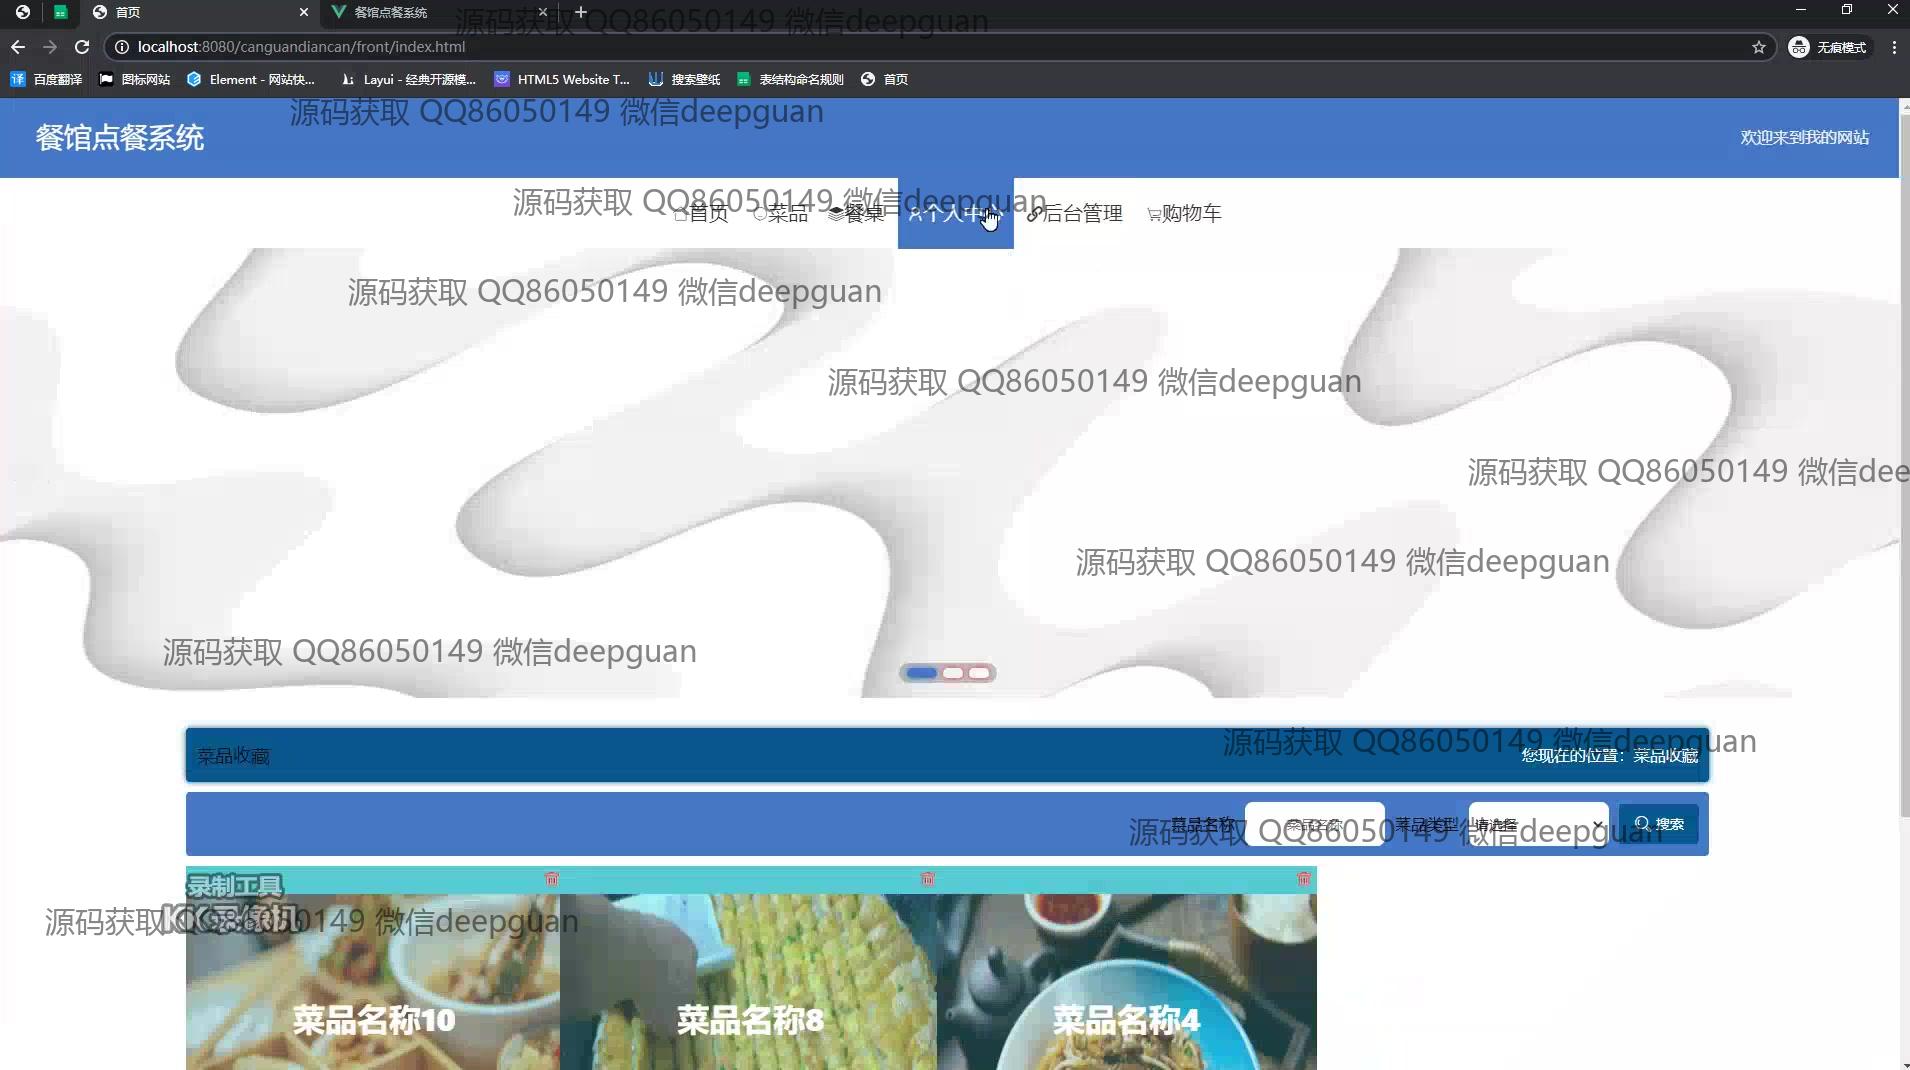 首页
餐馆点餐系统
源码获取 QQ86050149 微信deepguan
localhost:8080/canguandiancan/front/index.html
无痕模式
百度翻译
图标网站
Element - 网站快...
Layui - 经典开源模...
HTML5 Website T...
搜索壁纸
表结构命名规则
首页
源码获取 QQ86050149 微信deepguan
餐馆点餐系统
欢迎来到我的网站
源码获取 QQ86050149 微信deepguan
首页
菜品
餐桌
个人中心
后台管理
购物车
源码获取 QQ86050149 微信deepguan
源码获取 QQ86050149 微信deepguan
源码获取 QQ86050149 微信dee
源码获取 QQ86050149 微信deepguan
源码获取 QQ86050149 微信deepguan
源码获取 QQ86050149 微信deepguan
菜品收藏
您现在的位置：菜品收藏
菜品名称
菜品名称
菜品类型
请选择
搜索
源码获取 QQ86050149 微信deepguan
录制工具
KK录像机
源码获取 QQ86050149 微信deepguan
菜品名称10
菜品名称8
菜品名称4